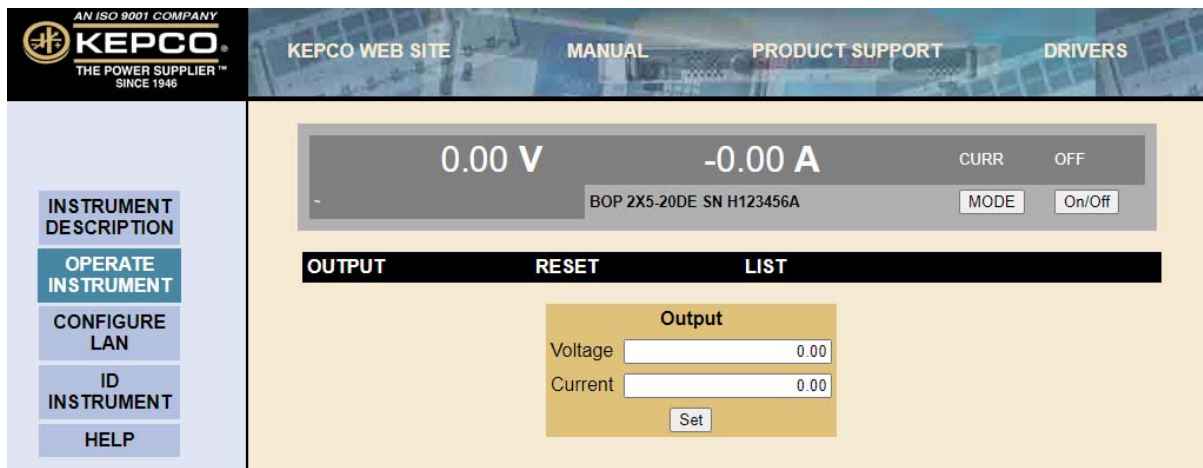 AN ISO 9001 COMPANY
KEPCO®
THE POWER SUPPLIER™
SINCE 1946
KEPCO WEB SITE MANUAL PRODUCT SUPPORT DRIVERS
INSTRUMENT
DESCRIPTION
OPERATE
INSTRUMENT
CONFIGURE
LAN
ID
INSTRUMENT
HELP
0.00 V -0.00 A CURR OFF
~ BOP 2X5-20DE SN H123456A MODE On/Off
OUTPUT RESET LIST
Output
Voltage 0.00
Current 0.00
Set